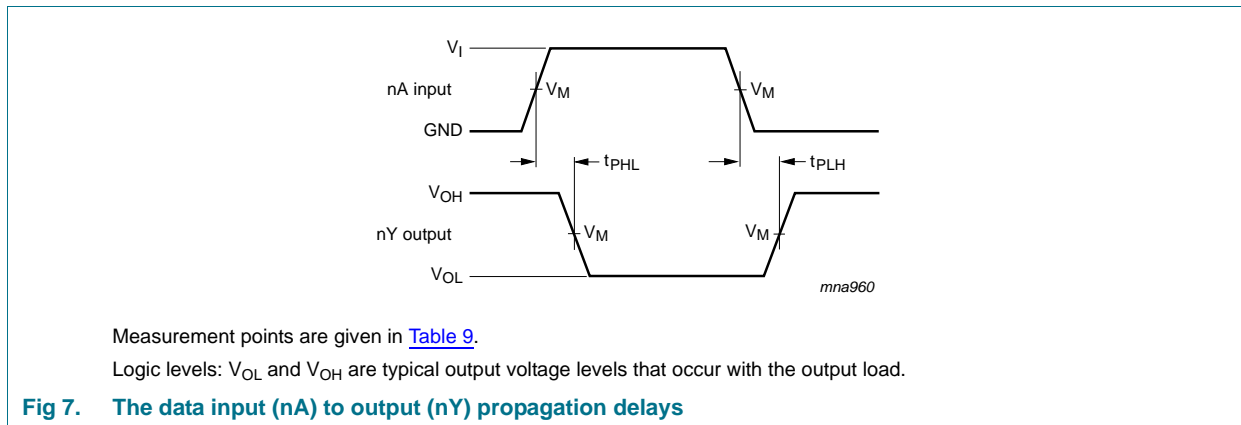 VI
nA input
VM
VM
GND
tPHL
tPLH
VOH
nY output
VM
VM
VOL
mna960
Measurement points are given in Table 9.
Logic levels: VOL and VOH are typical output voltage levels that occur with the output load.
Fig 7. The data input (nA) to output (nY) propagation delays